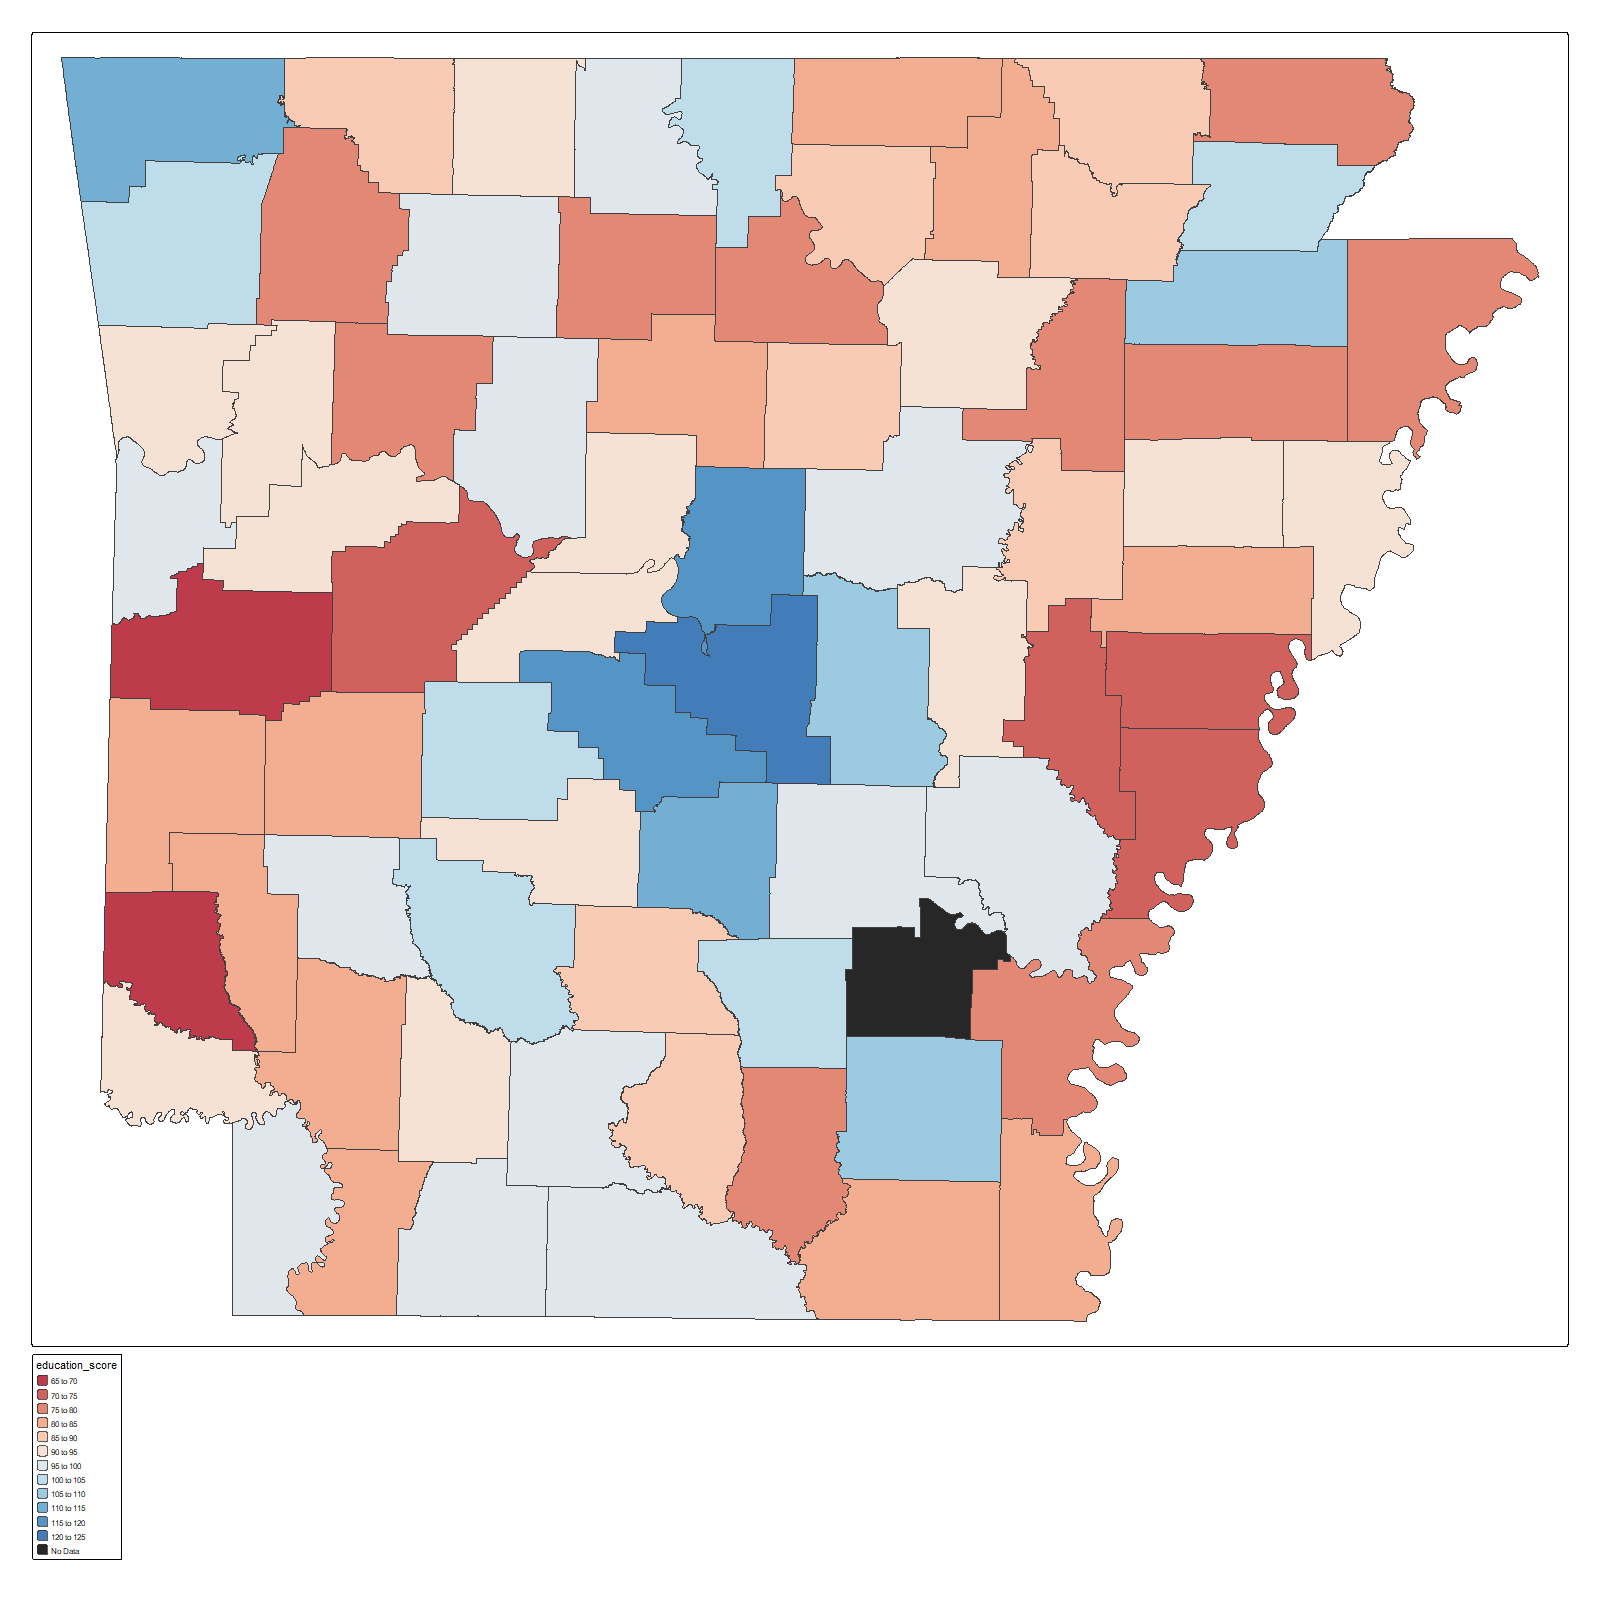 education_score
65 to 70
70 to 75
75 to 80
80 to 85
85 to 90
90 to 95
95 to 100
100 to 105
105 to 110
110 to 115
115 to 120
120 to 125
No Data